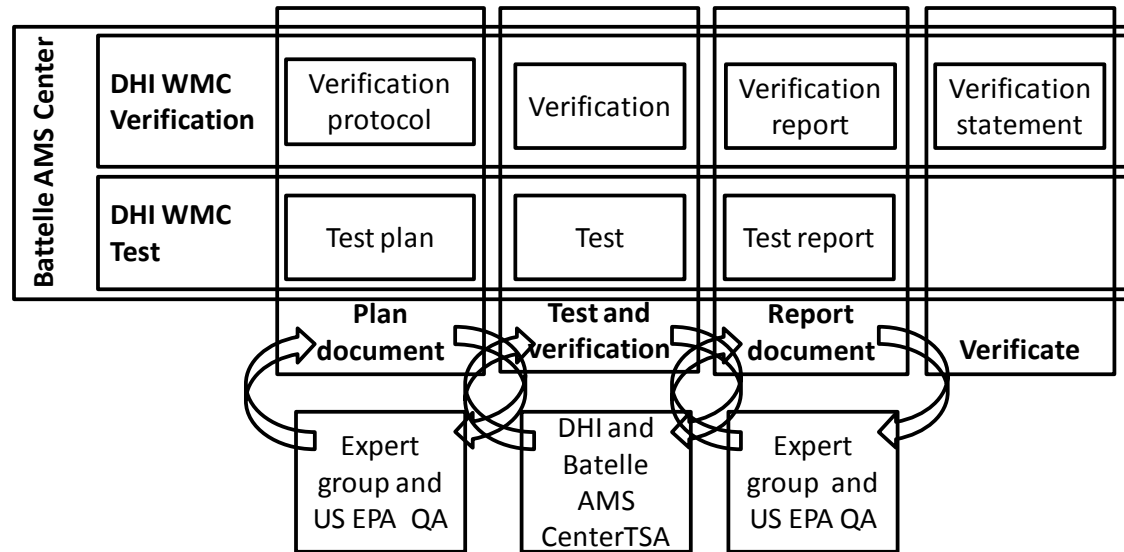 Battelle AMS Center
DHI WMC
Verification
Verification
protocol
Verification
Verification
report
Verification
statement
DHI WMC
Test
Test plan
Test
Test report
Plan
document
Test and
verification
Report
document
Verificate
Expert
group and
US EPA QA
DHI and
Batelle
AMS
CenterTSA
Expert
group and
US EPA QA